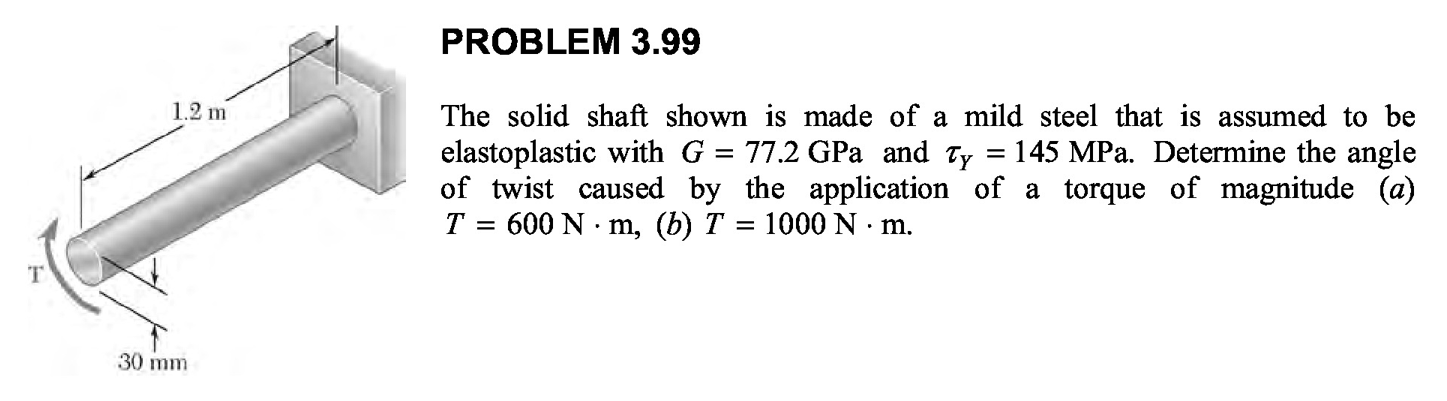 PROBLEM 3.99
The solid shaft shown is made of a mild steel that is assumed to be
elastoplastic with G = 77.2 GPa and τY = 145 MPa. Determine the angle
of twist caused by the application of a torque of magnitude (a)
T = 600 N · m, (b) T = 1000 N · m.
1.2 m
T
30 mm